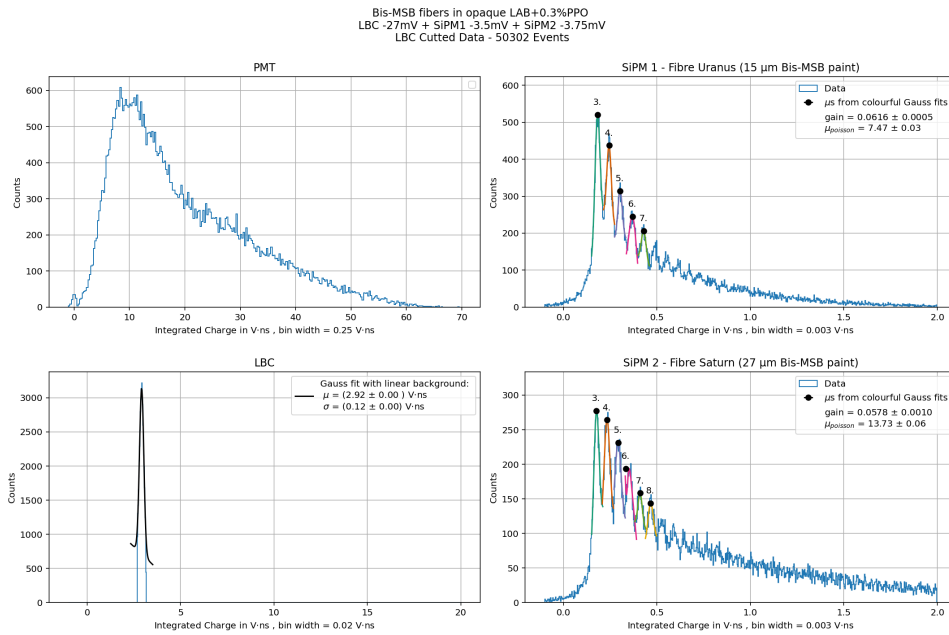 Bis-MSB fibers in opaque LAB+0.3%PPO
LBC -27mV + SiPM1 -3.5mV + SiPM2 -3.75mV
LBC Cutted Data - 50302 Events
PMT
600
500
400
300
200
100
0
Counts
0 10 20 30 40 50 60 70
Integrated Charge in V·ns , bin width = 0.25 V·ns
SiPM 1 - Fibre Uranus (15 μm Bis-MSB paint)
Data
μs from colourful Gauss fits
gain = 0.0616 ± 0.0005
μpoisson = 7.47 ± 0.03
3.
4.
5.
6.
7.
600
500
400
300
200
100
0
Counts
0.0 0.5 1.0 1.5 2.0
Integrated Charge in V·ns , bin width = 0.003 V·ns
LBC
Gauss fit with linear background:
μ = (2.92 ± 0.00 ) V·ns
σ = (0.12 ± 0.00) V·ns
3000
2500
2000
1500
1000
500
0
Counts
0 5 10 15 20
Integrated Charge in V·ns , bin width = 0.02 V·ns
SiPM 2 - Fibre Saturn (27 μm Bis-MSB paint)
Data
μs from colourful Gauss fits
gain = 0.0578 ± 0.0010
μpoisson = 13.73 ± 0.06
3.
4.
5.
6.
7.
8.
300
250
200
150
100
50
0
Counts
0.0 0.5 1.0 1.5 2.0
Integrated Charge in V·ns , bin width = 0.003 V·ns